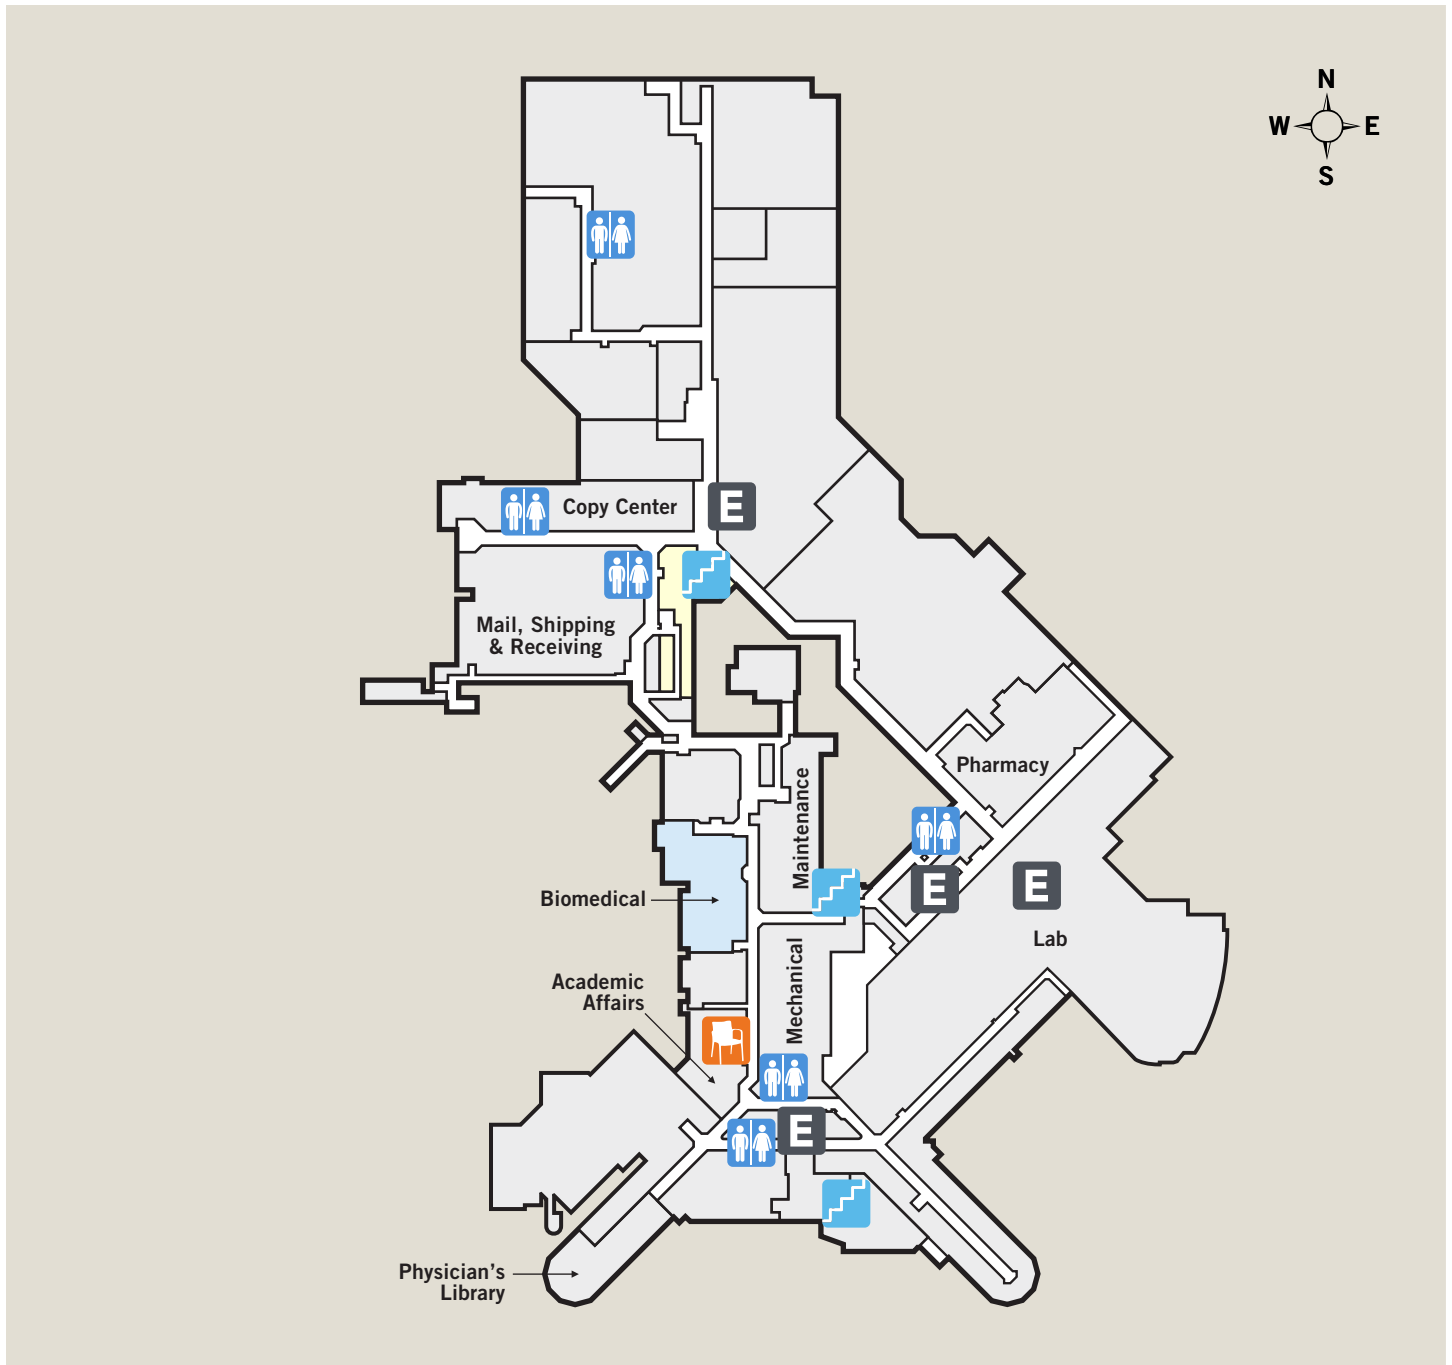 N
W E
S
Copy Center
E
Mail, Shipping
& Receiving
Pharmacy
Maintenance
E
E
Biomedical
Lab
Mechanical
Academic
Affairs
E
Physician’s
Library